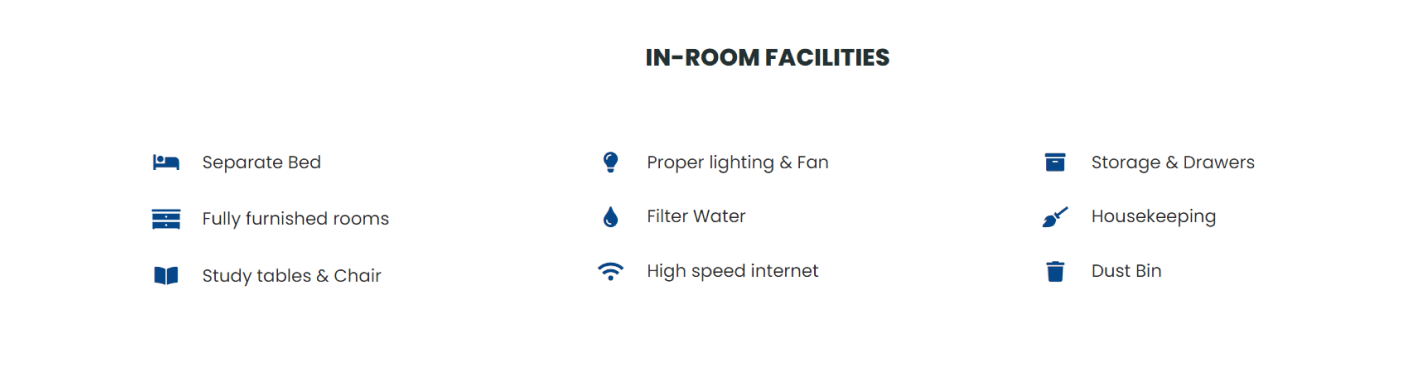 IN-ROOM FACILITIES
Separate Bed
Fully furnished rooms
Study tables & Chair
Proper lighting & Fan
Filter Water
High speed internet
Storage & Drawers
Housekeeping
Dust Bin